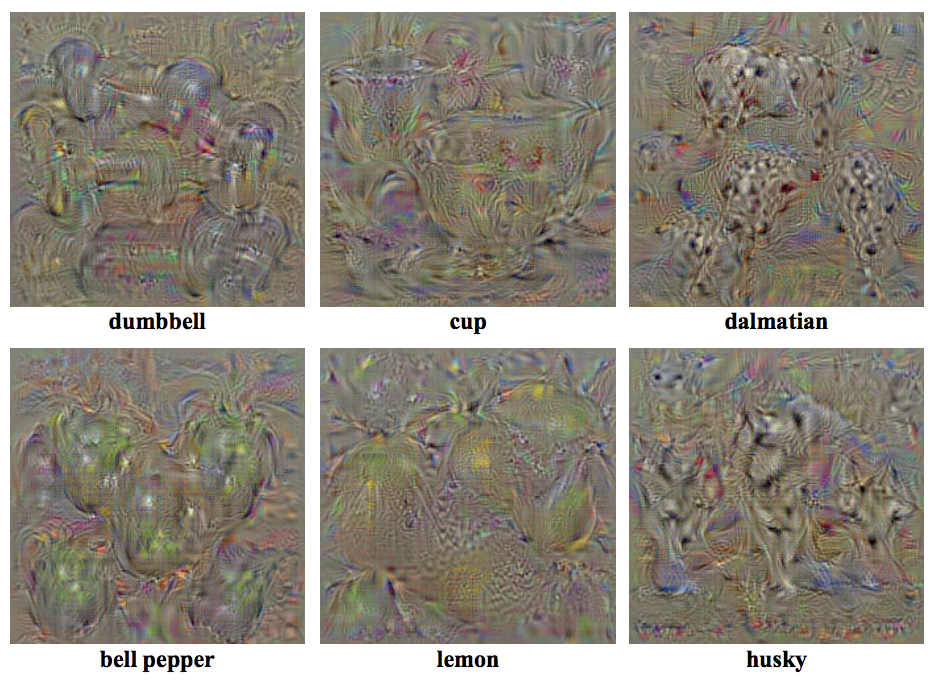 dumbbell
cup
dalmatian
bell pepper
lemon
husky